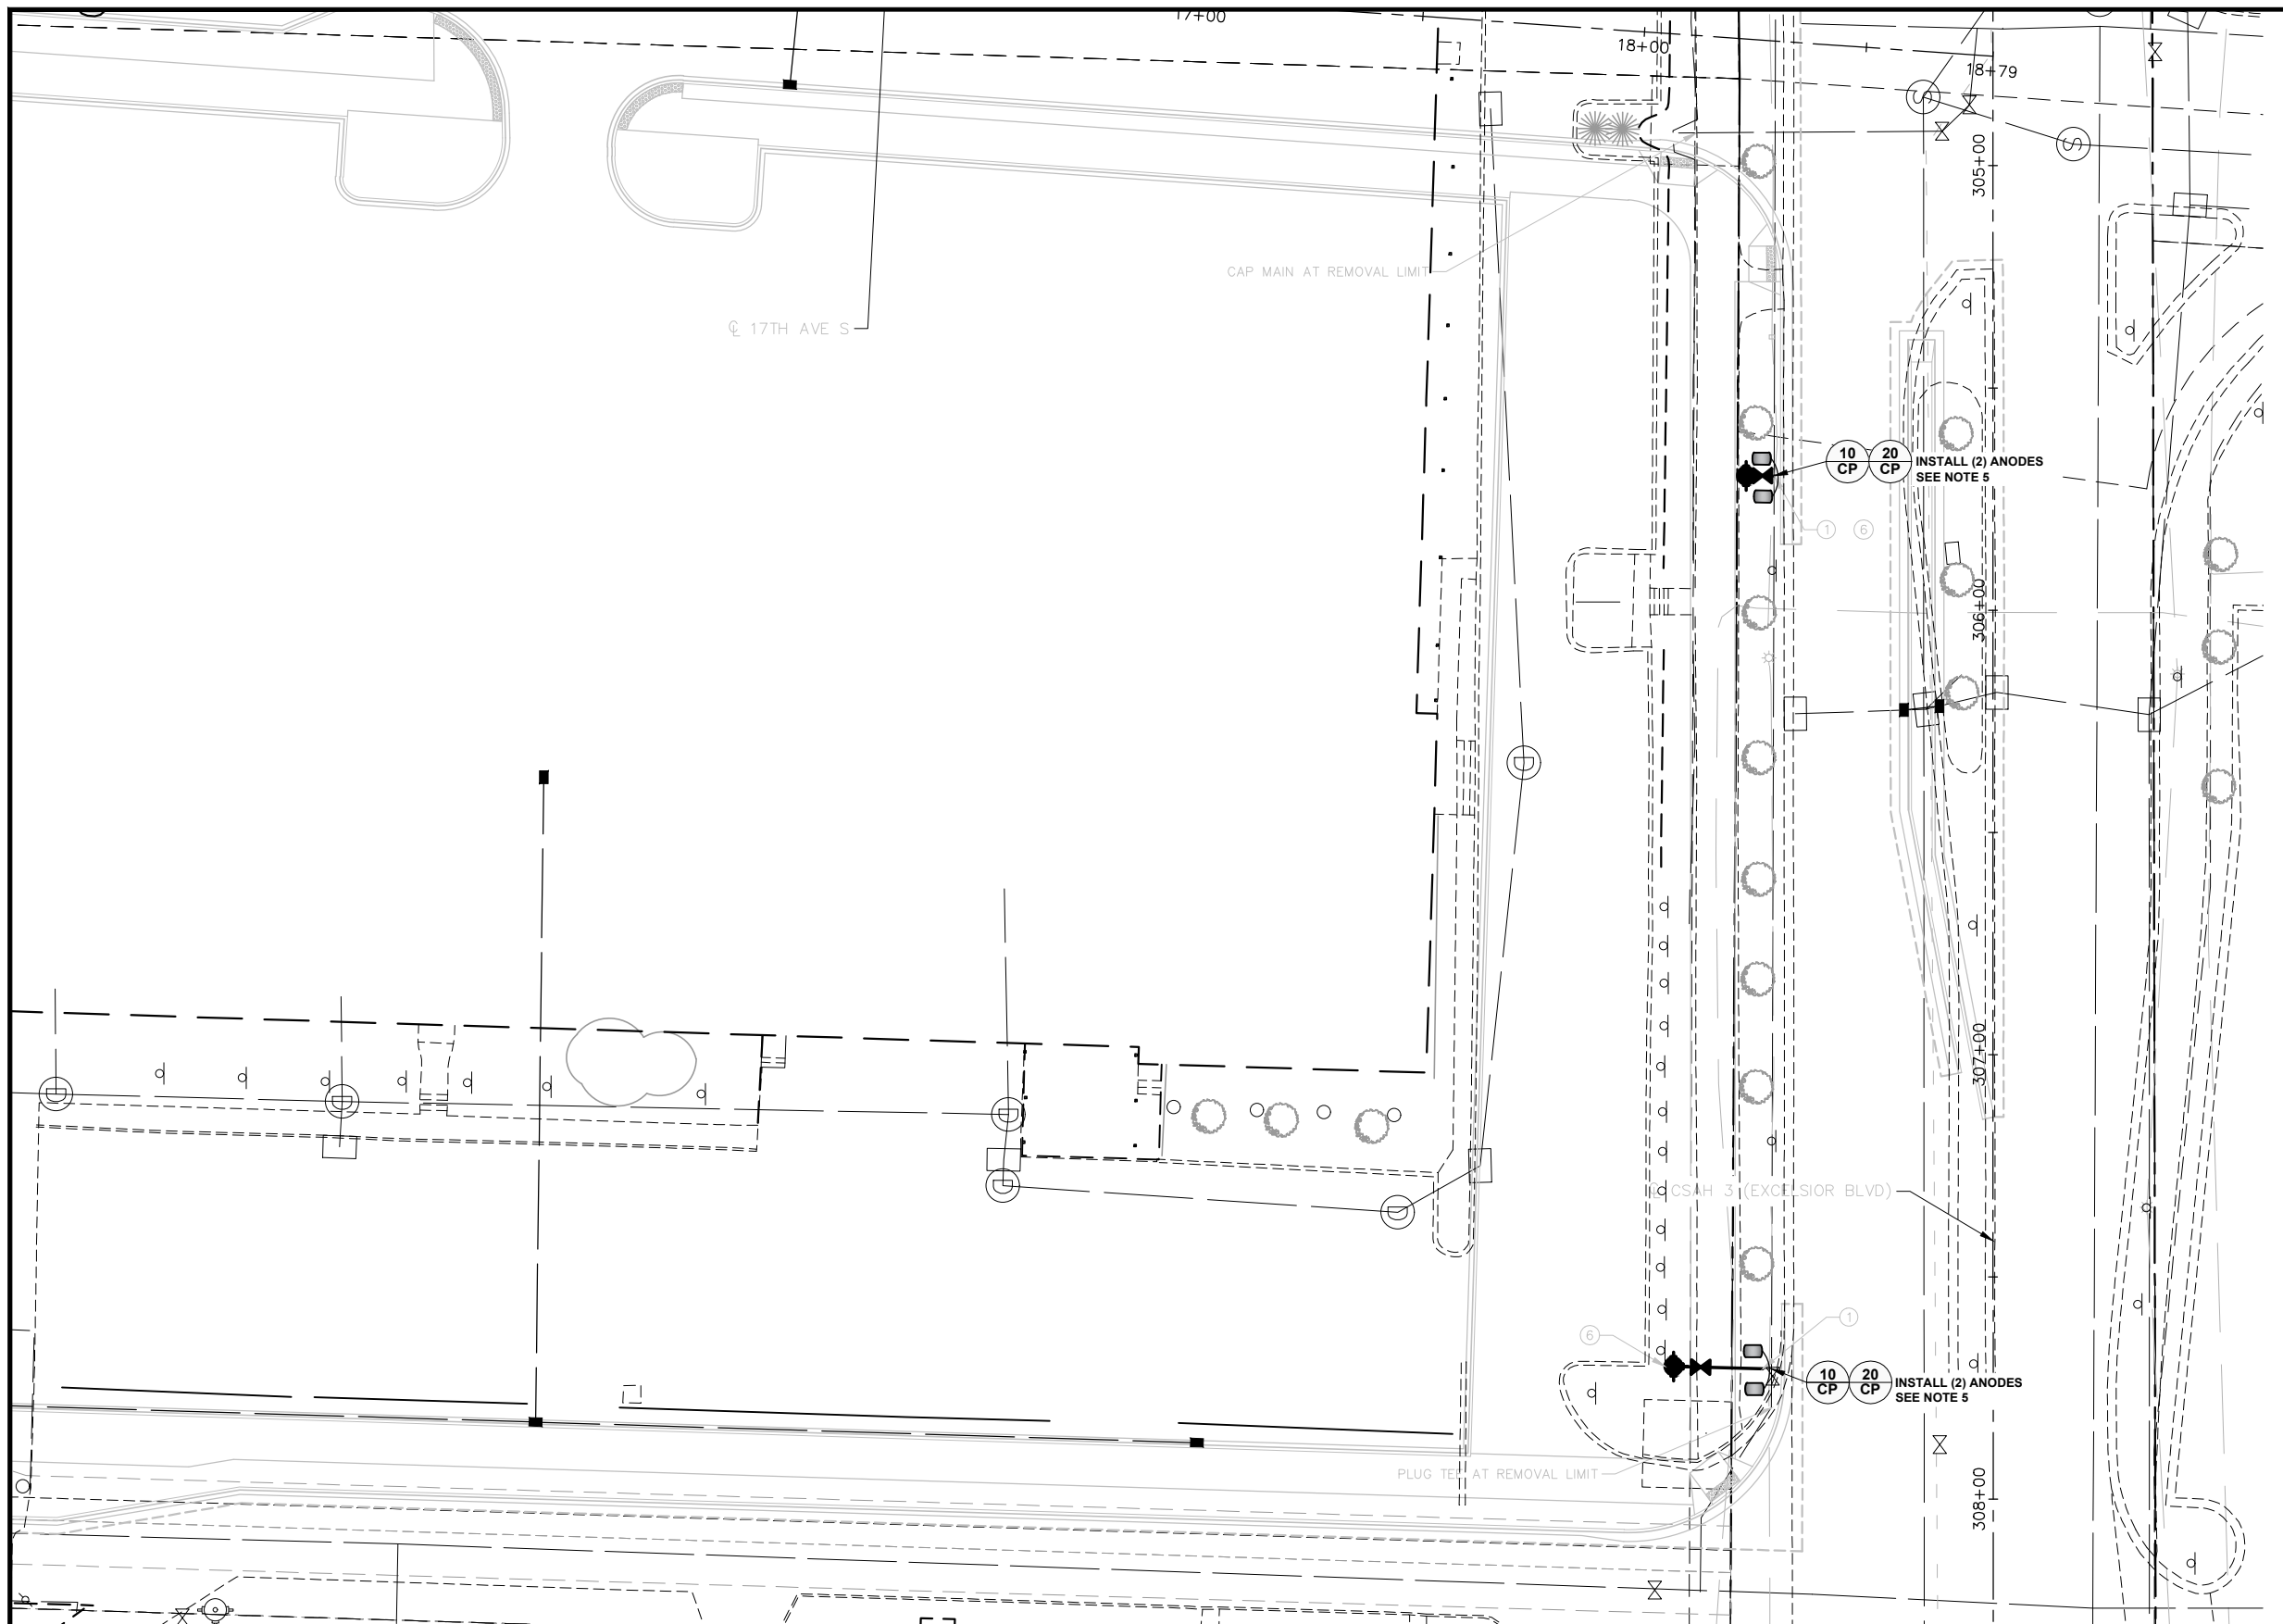 17+00
18+00
18+79
305+00
CAP MAIN AT REMOVAL LIMIT
℄ 17TH AVE S
10
CP
20
CP
INSTALL (2) ANODES
SEE NOTE 5
1
6
306+00
307+00
℄ CSAH 3 (EXCELSIOR BLVD)
1
6
10
CP
20
CP
INSTALL (2) ANODES
SEE NOTE 5
PLUG TEE AT REMOVAL LIMIT
308+00
S
S
D
D
D
D
D
D